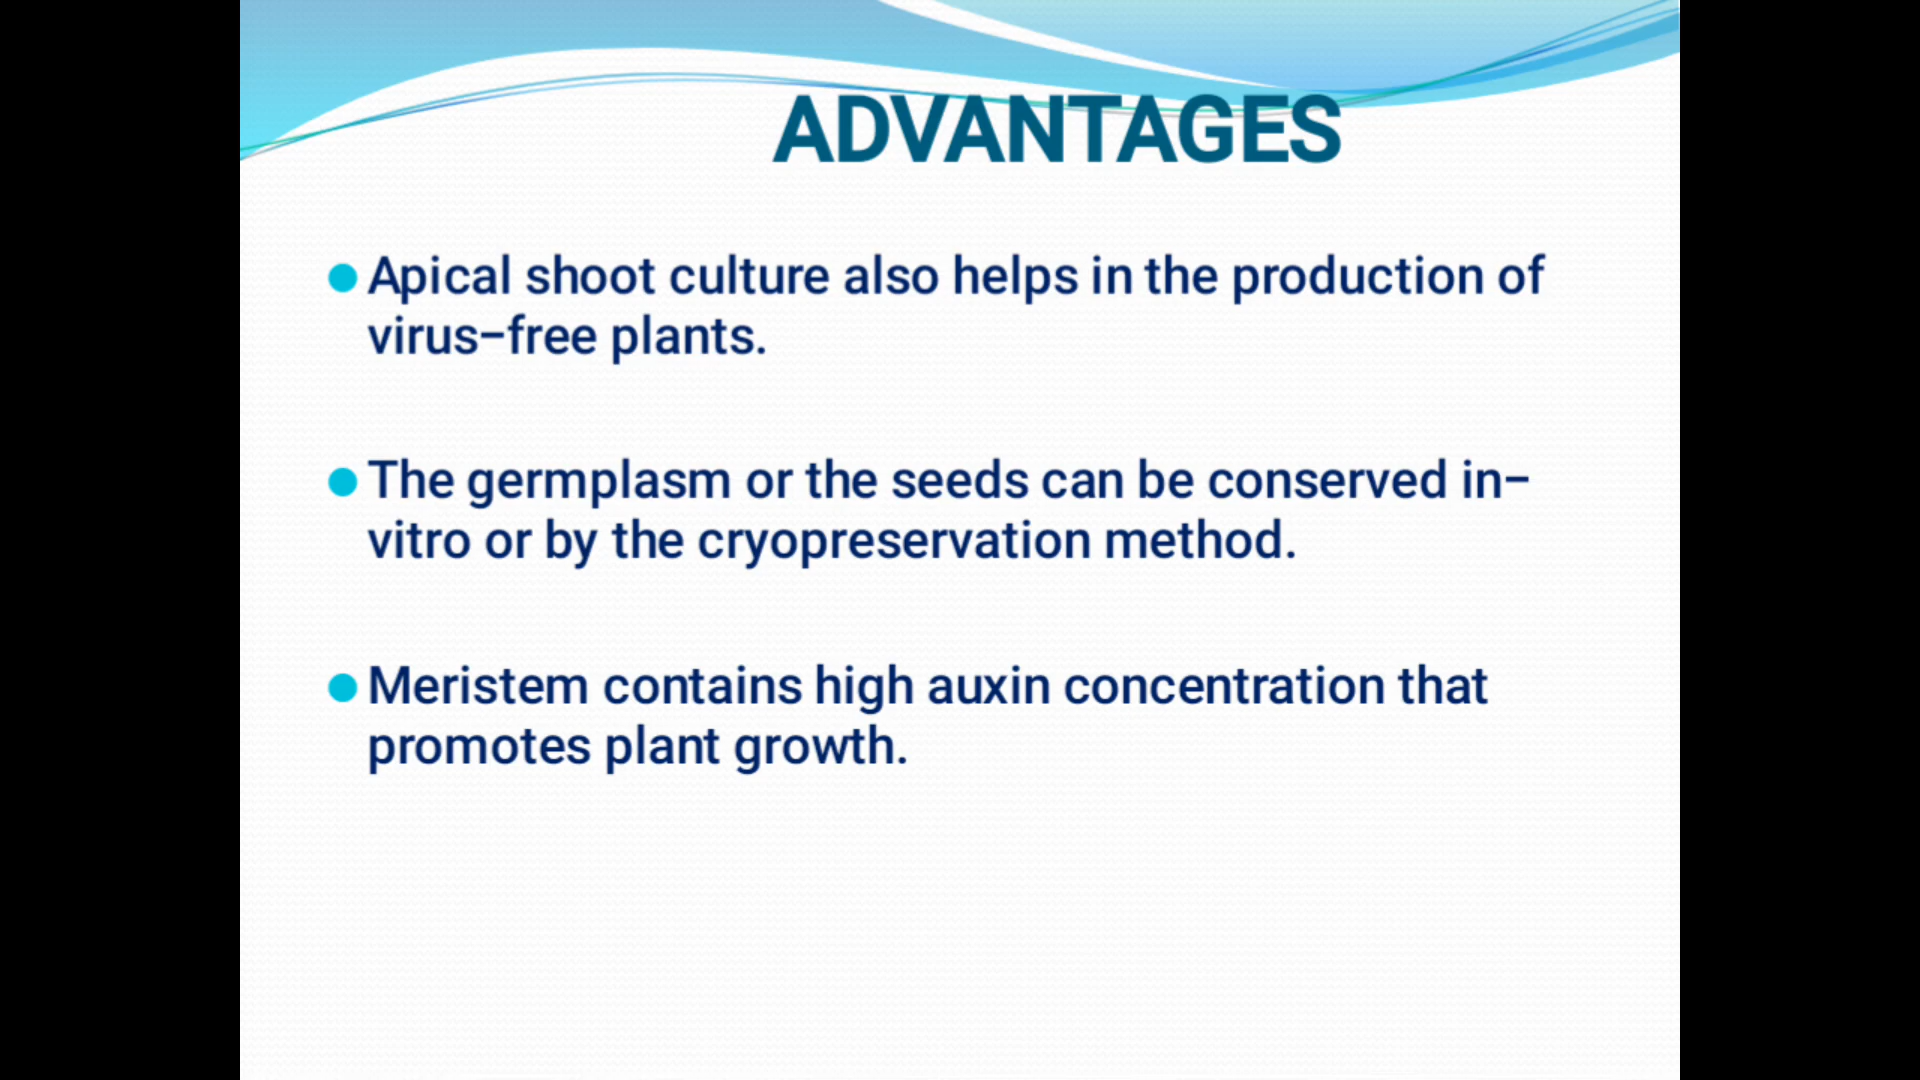 ADVANTAGES
Apical shoot culture also helps in the production of
virus–free plants.
The germplasm or the seeds can be conserved in–
vitro or by the cryopreservation method.
Meristem contains high auxin concentration that
promotes plant growth.